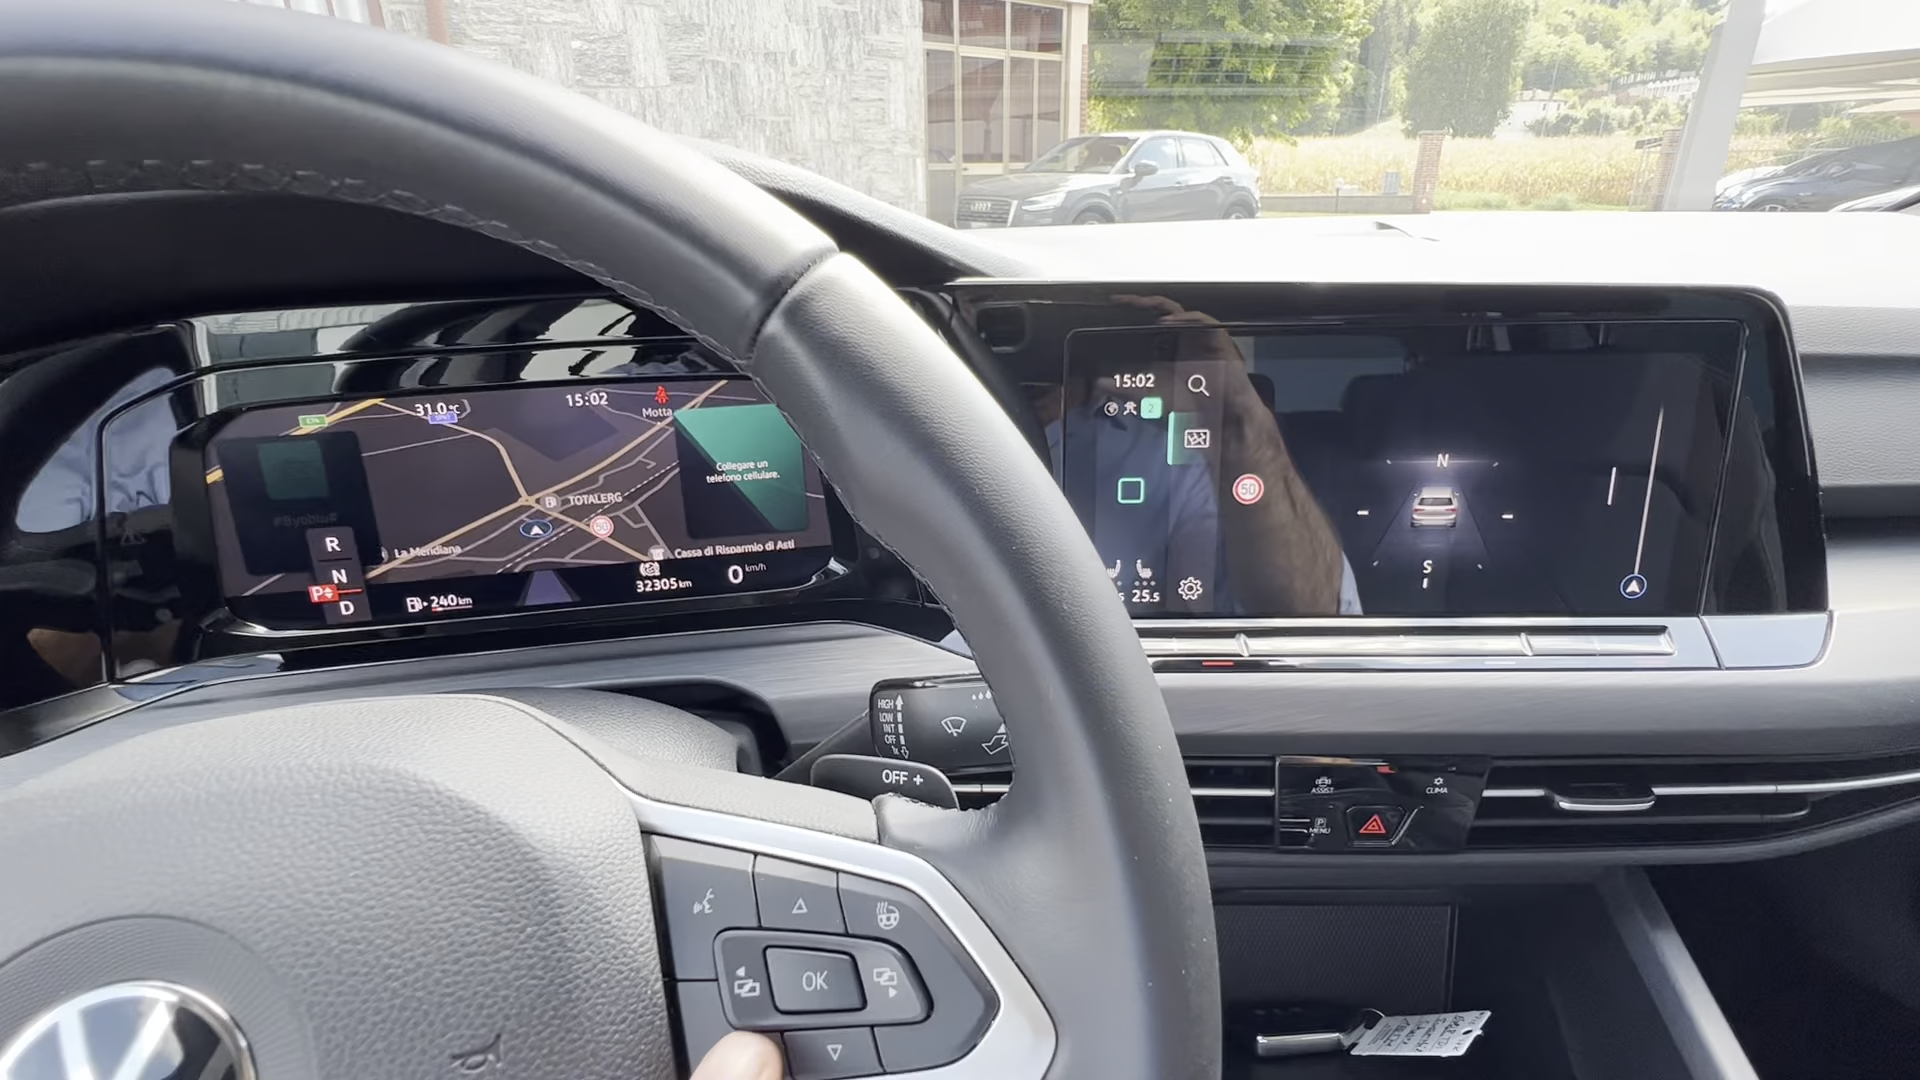 31.0 °C
15:02
Motta
Collegare un
telefono cellulare.
TOTALERG
50
La Meridiana
Cassa di Risparmio di Asti
R
N
P
D
240 km
32305 km
0 km/h
15:02
2
50
N
S
25.5
HIGH
LOW
INT
OFF
1x
OFF +
ASSIST
CLIMA
P
MENU
OK